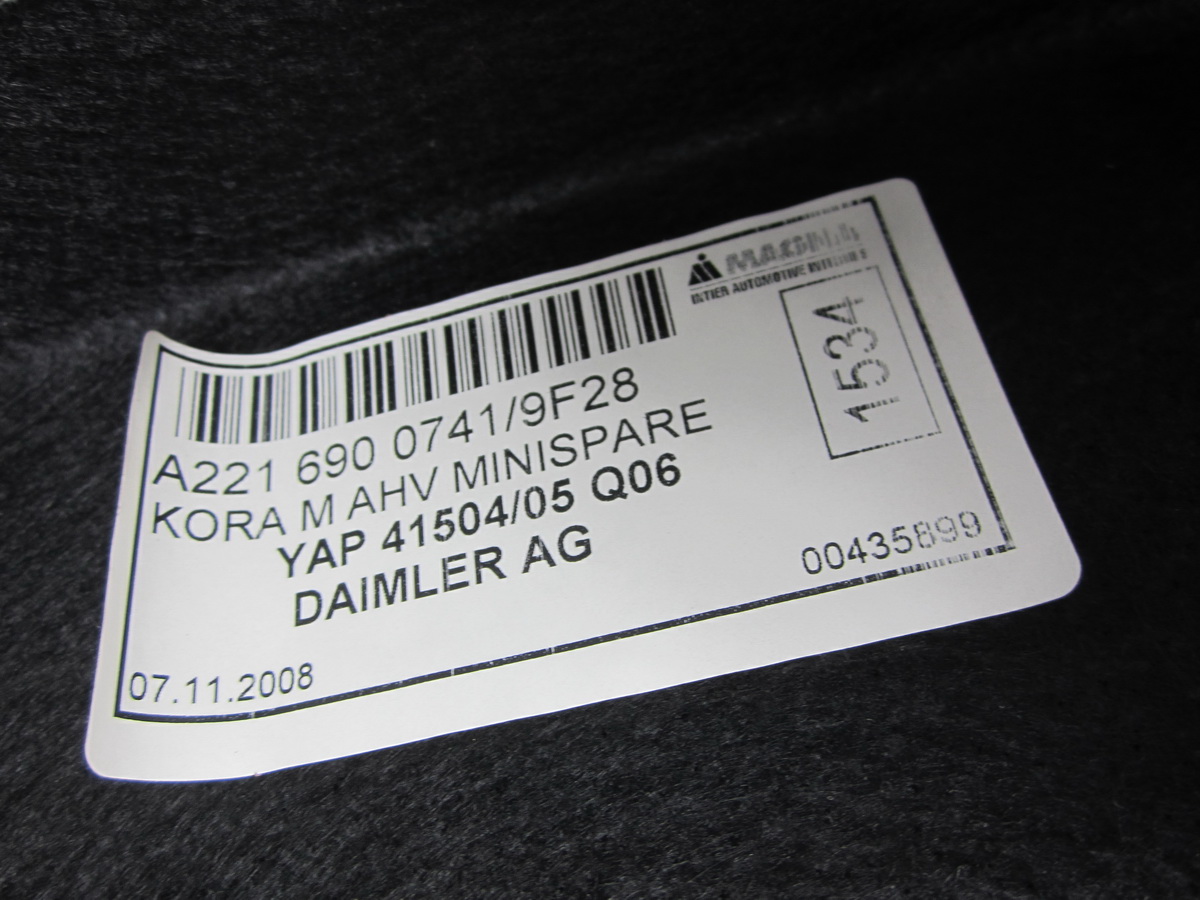 MAGNA
INTIER AUTOMOTIVE INTERIORS
1534
A221 690 0741/9F28
KORA M AHV MINISPARE
YAP 41504/05 Q06
DAIMLER AG
00435899
07.11.2008